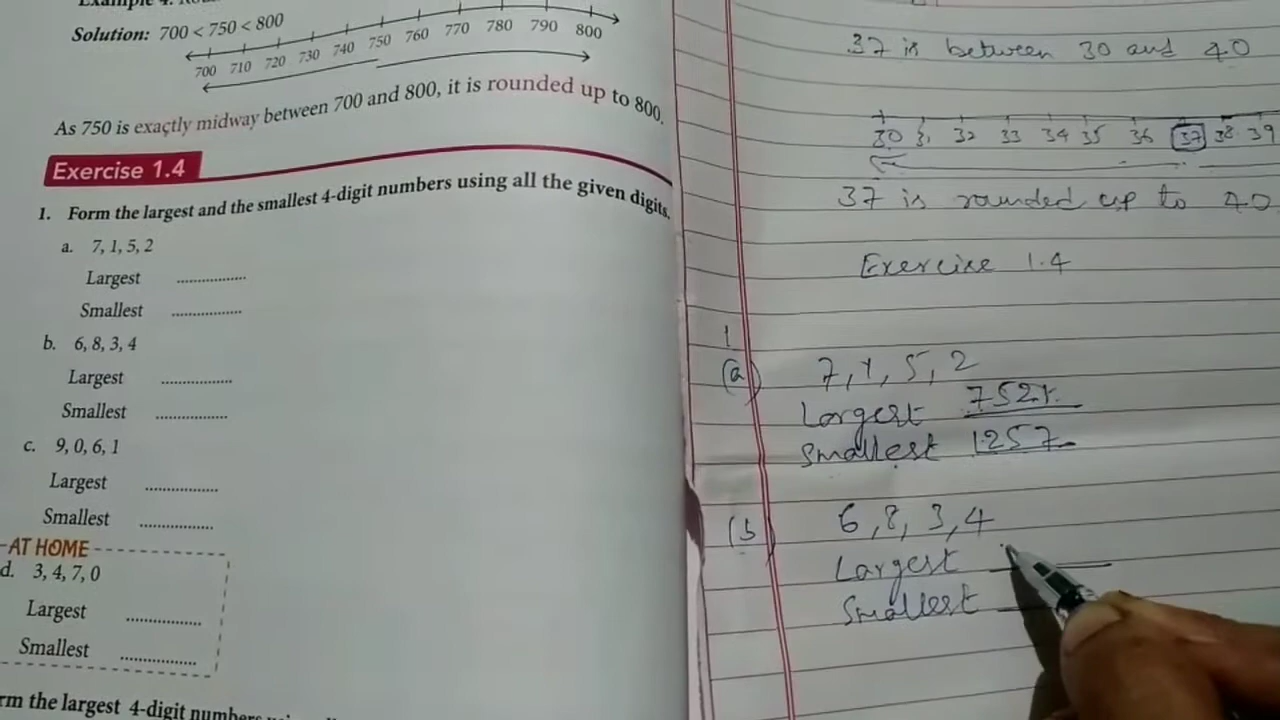 Solution: 700 < 750 < 800
700 710 720 730 740 750 760 770 780 790 800
As 750 is exactly midway between 700 and 800, it is rounded up to 800.
Exercise 1.4
1. Form the largest and the smallest 4-digit numbers using all the given digits.
a. 7, 1, 5, 2
Largest ................
Smallest ................
b. 6, 8, 3, 4
Largest ................
Smallest ................
c. 9, 0, 6, 1
Largest ................
Smallest ................
AT HOME
d. 3, 4, 7, 0
Largest ................
Smallest ................
rm the largest 4-digit numbers
37 is between 30 and 40
30 31 32 33 34 35 36 37 38 39
37 is rounded up to 40
Exercise 1.4
1
(a) 7, 1, 5, 2
Largest 7521
Smallest 1257
(b) 6, 8, 3, 4
Largest
Smallest